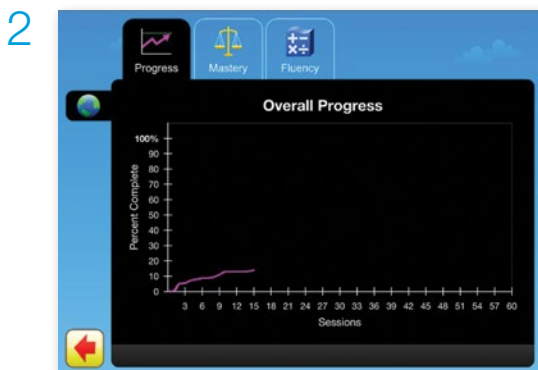 2
Progress Mastery Fluency
Overall Progress
Percent Complete
100%
90
80
70
60
50
40
30
20
10
0
3 6 9 12 15 18 21 24 27 30 33 36 39 42 45 48 51 54 57 60
Sessions